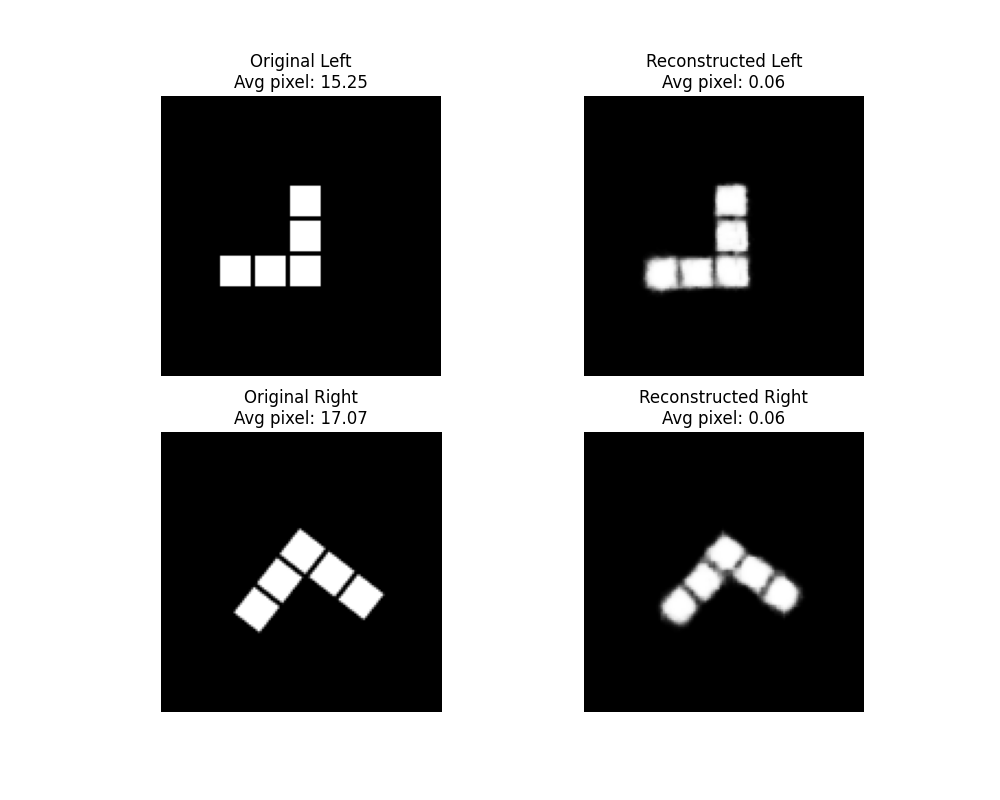 Original Left
Avg pixel: 15.25
Reconstructed Left
Avg pixel: 0.06
Original Right
Avg pixel: 17.07
Reconstructed Right
Avg pixel: 0.06